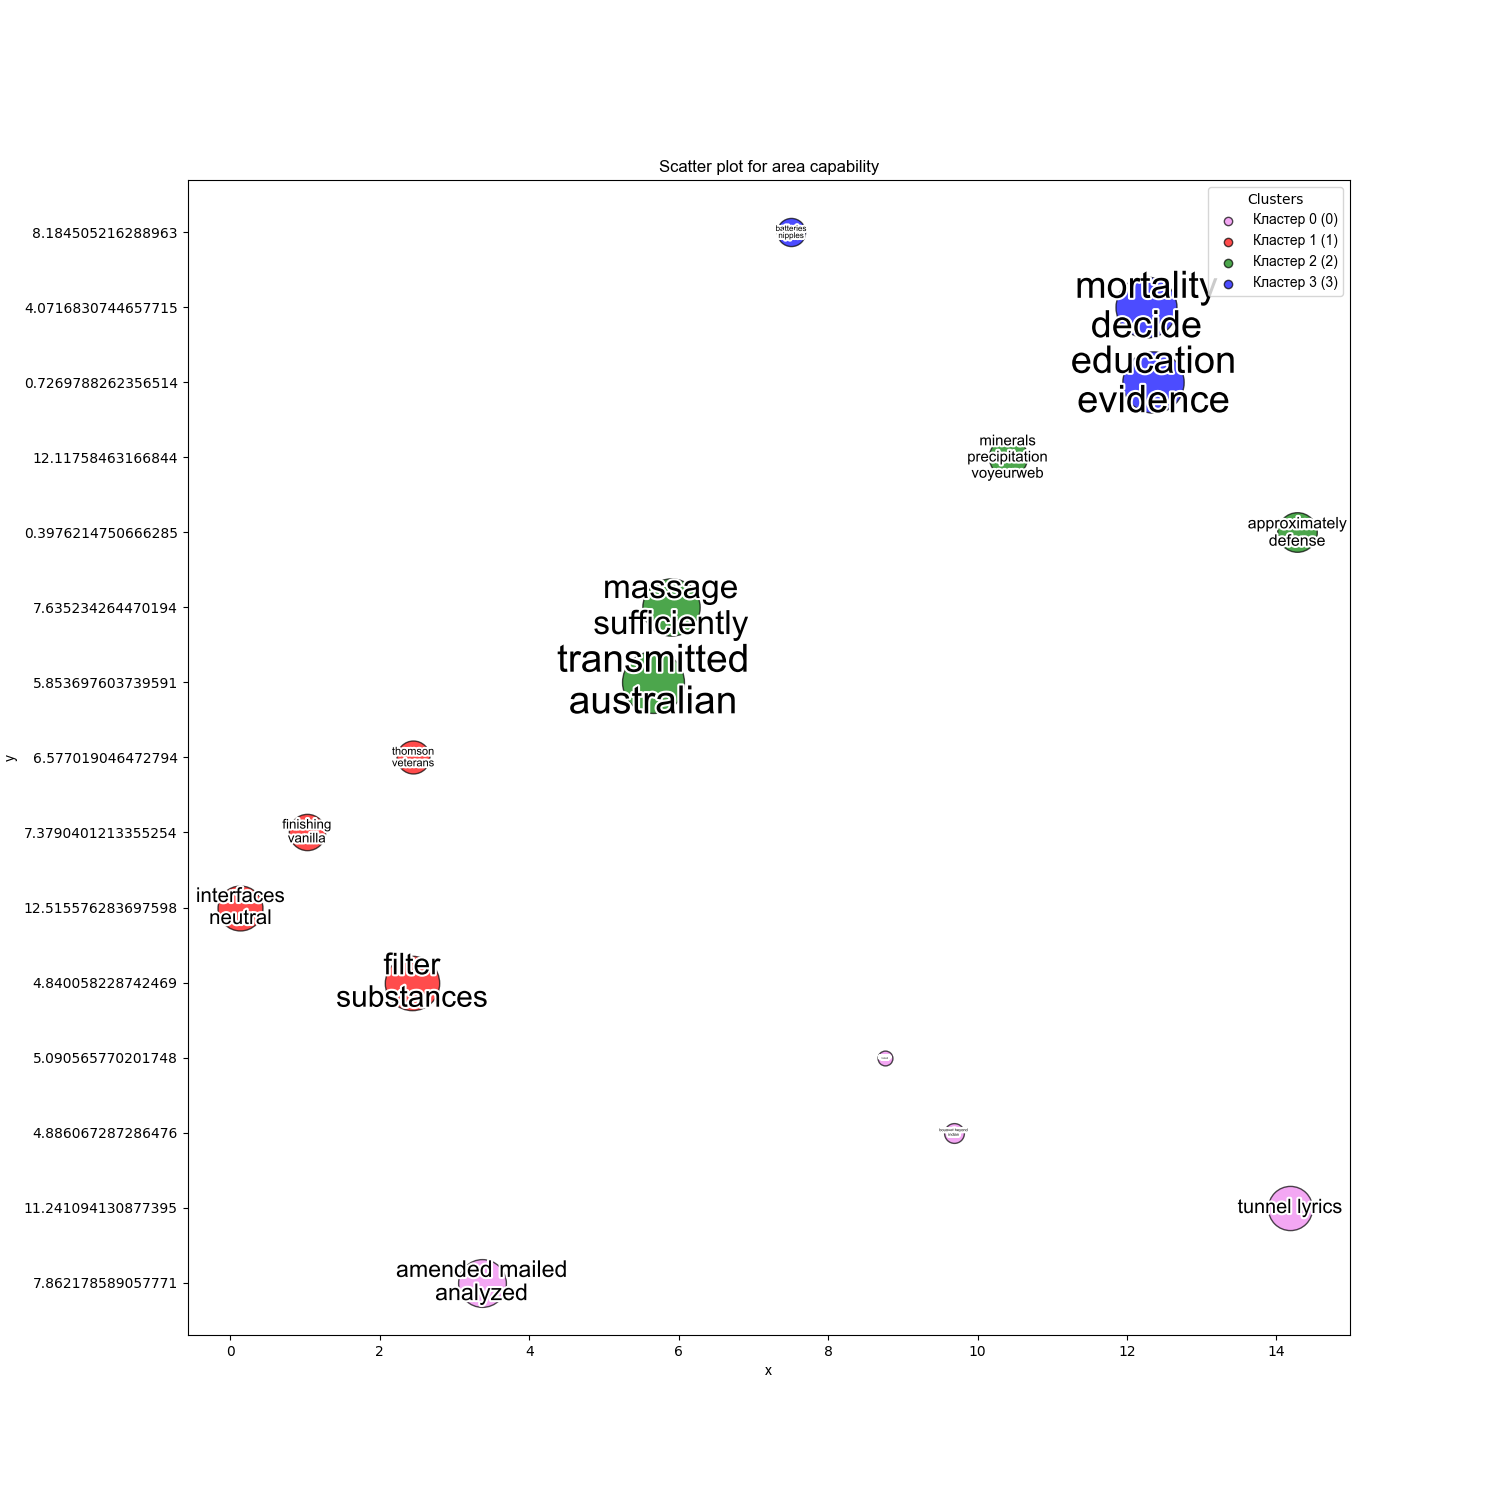 Scatter plot for area capability
Clusters
Кластер 0 (0)
Кластер 1 (1)
Кластер 2 (2)
Кластер 3 (3)
8.184505216288963
batteries
nipples
4.0716830744657715
mortality
decide
0.7269788262356514
education
evidence
12.11758463166844
minerals
precipitation
voyeurweb
0.3976214750666285
approximately
defense
7.635234264470194
massage
sufficiently
5.853697603739591
transmitted
australian
y
6.577019046472794
thomson
veterans
7.3790401213355254
finishing
vanilla
12.515576283697598
interfaces
neutral
4.840058228742469
filter
substances
5.090565770201748
4.886067287286476
11.241094130877395
tunnel lyrics
7.862178589057771
amended mailed
analyzed
0 2 4 6 8 10 12 14
x